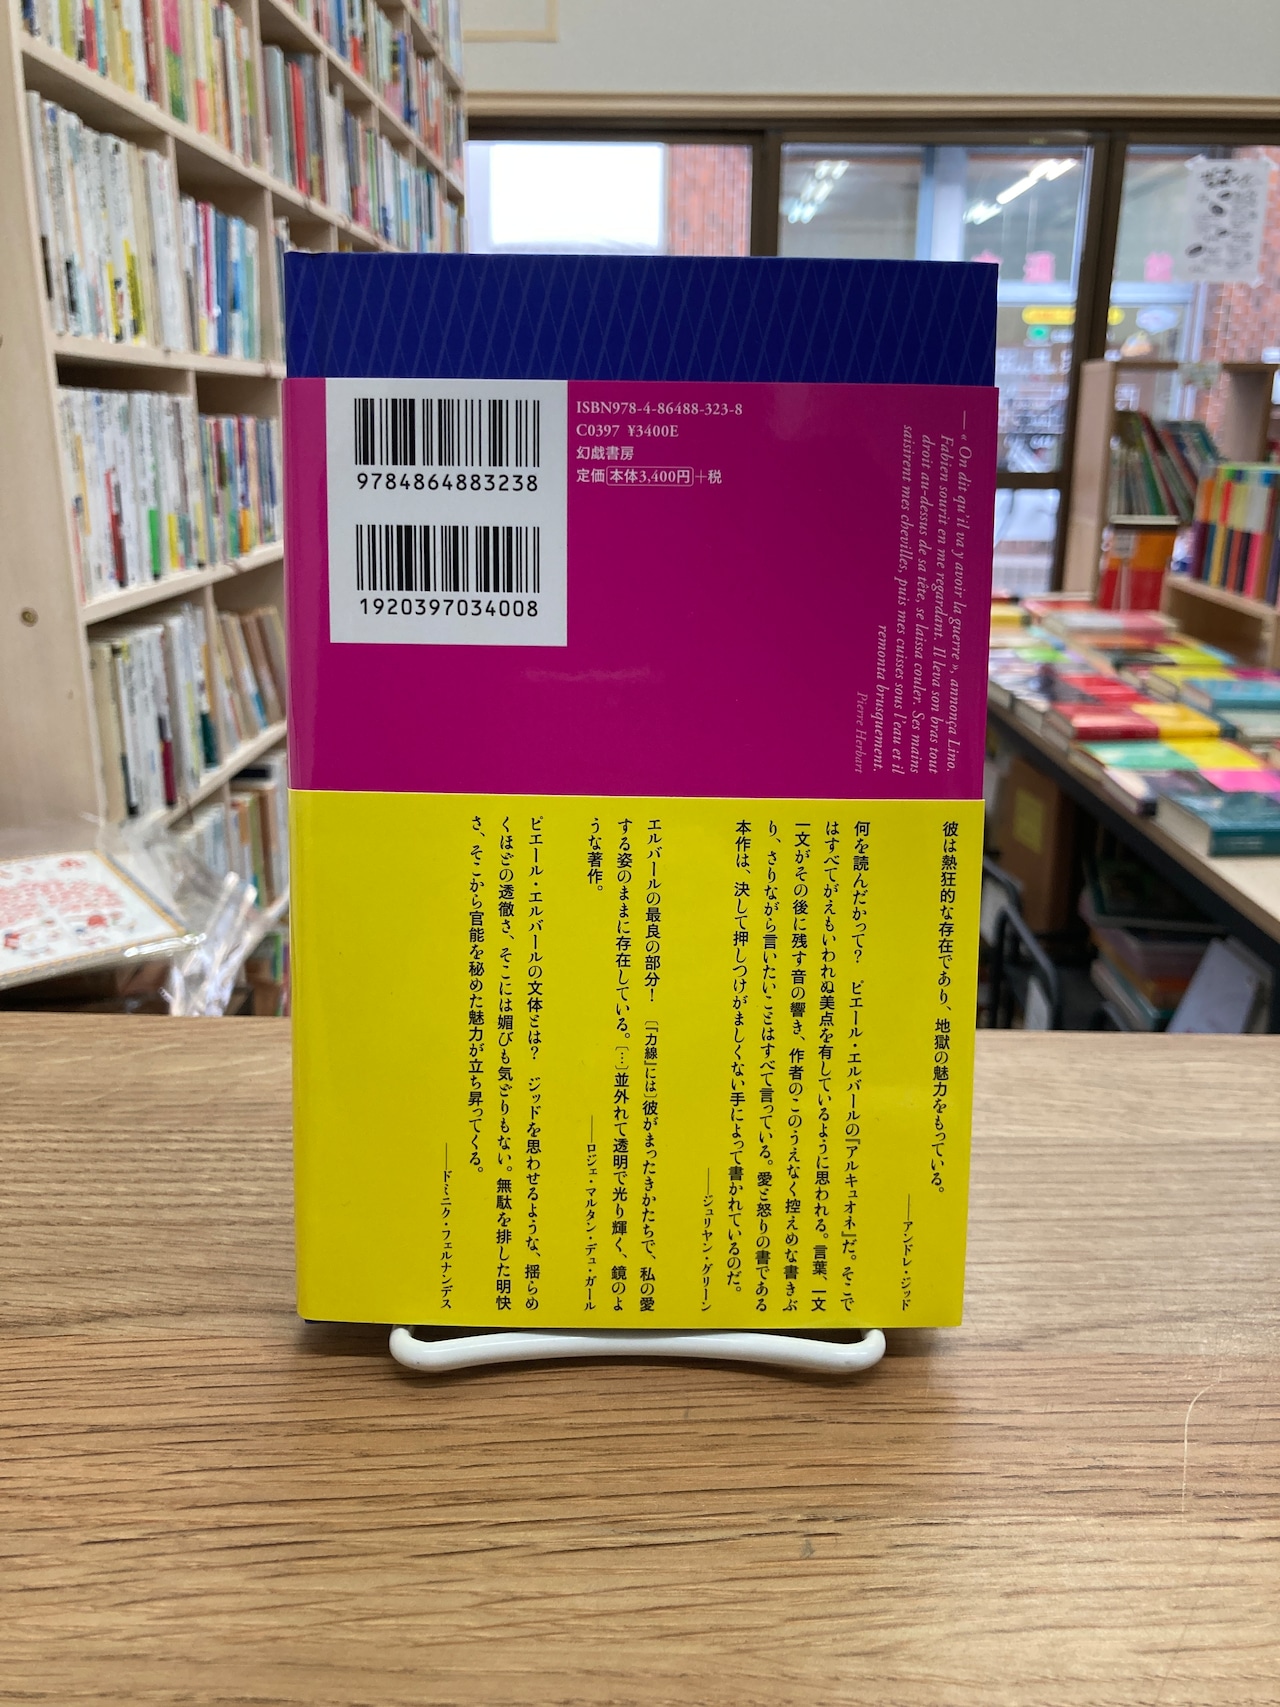 9784864883238
1920397034008
ISBN978-4-86488-323-8
C0397 ¥3400E
幻戯書房
定価 本体3,400円+税
—« On dit qu'il va y avoir la guerre », annonça Lino.
Fabien sourit en me regardant. Il leva son bras tout
droit au-dessus de sa tête, se laissa couler. Ses mains
saisirent mes chevilles, puis mes cuisses sous l'eau et il
remonta brusquement.
Pierre Herbart
彼は熱狂的な存在であり、地獄の魅力をもっている。
——アンドレ・ジッド
何を読んだかって？　ピエール・エルバールの『アルキュオネ』だ。そこで
はすべてがえもいわれぬ美点を有しているように思われる。言葉、一文
一文がその後に残す音の響き、作者のこのうえなく控えめな書きぶ
り、さりながら言いたいことはすべて言っている。愛と怒りの書である
本作は、決して押しつけがましくない手によって書かれているのだ。
——ジュリヤン・グリーン
エルバールの最良の部分！　［『力線』には］彼がまったきかたちで、私の愛
する姿のままに存在している。［…］並外れて透明で光り輝く、鏡のよ
うな著作。
——ロジェ・マルタン・デュ・ガール
ピエール・エルバールの文体とは？　ジッドを思わせるような、揺らめ
くほどの透徹さ、そこには媚びも気どりもない。無駄を排した明快
さ、そこから官能を秘めた魅力が立ち昇ってくる。
——ドミニク・フェルナンデス